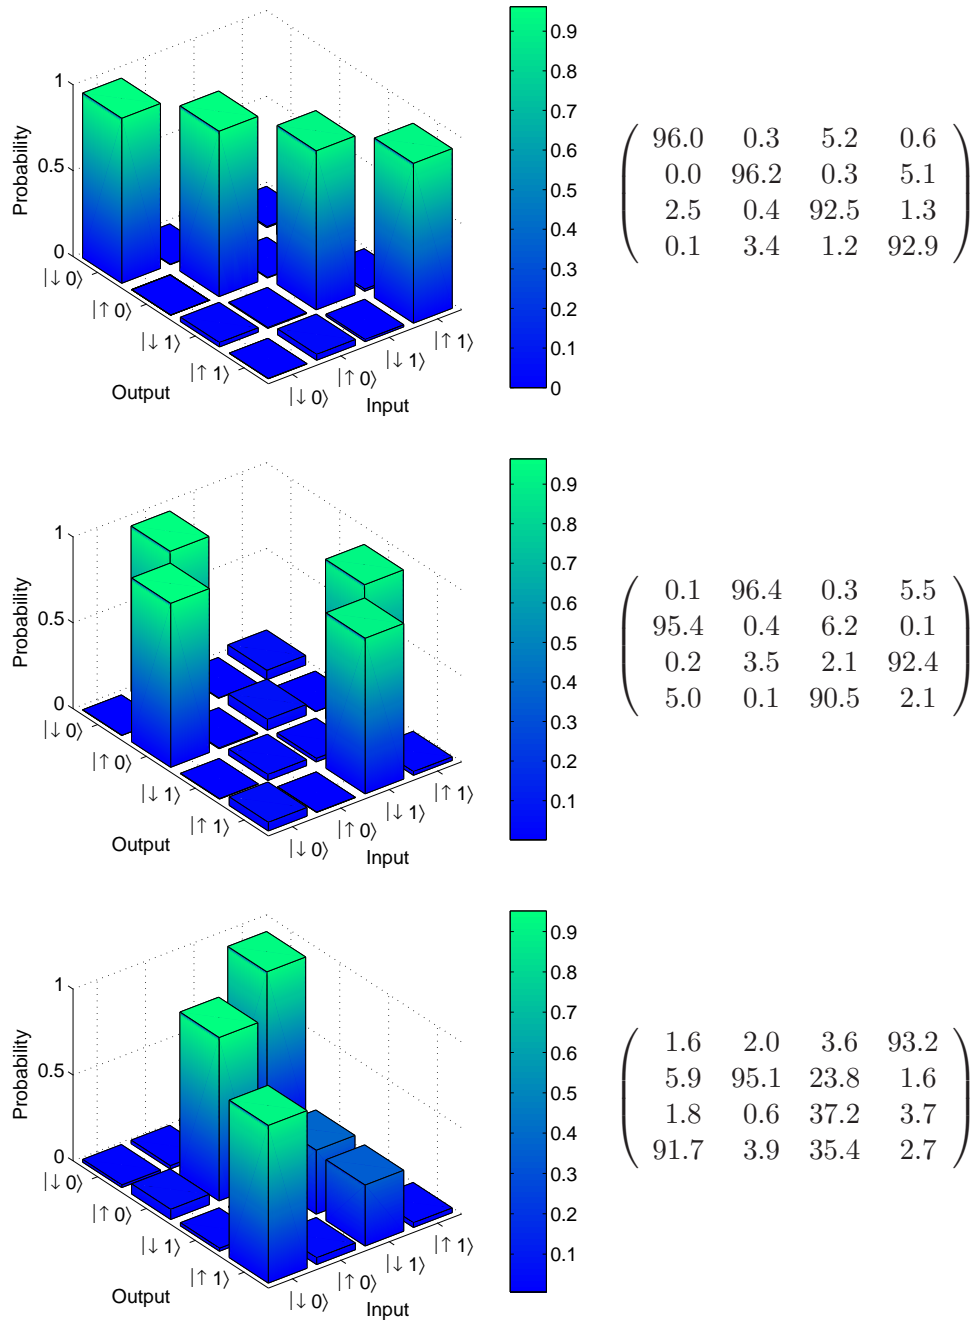 1
0.5
0
Probability
|↓ 0⟩
|↑ 0⟩
|↓ 1⟩
|↑ 1⟩
Output
|↓ 0⟩
|↑ 0⟩
|↓ 1⟩
|↑ 1⟩
Input
0.9
0.8
0.7
0.6
0.5
0.4
0.3
0.2
0.1
0
96.0 0.3 5.2 0.6
0.0 96.2 0.3 5.1
2.5 0.4 92.5 1.3
0.1 3.4 1.2 92.9
1
0.5
0
Probability
|↓ 0⟩
|↑ 0⟩
|↓ 1⟩
|↑ 1⟩
Output
|↓ 0⟩
|↑ 0⟩
|↓ 1⟩
|↑ 1⟩
Input
0.9
0.8
0.7
0.6
0.5
0.4
0.3
0.2
0.1
0.1 96.4 0.3 5.5
95.4 0.4 6.2 0.1
0.2 3.5 2.1 92.4
5.0 0.1 90.5 2.1
1
0.5
0
Probability
|↓ 0⟩
|↑ 0⟩
|↓ 1⟩
|↑ 1⟩
Output
|↓ 0⟩
|↑ 0⟩
|↓ 1⟩
|↑ 1⟩
Input
0.9
0.8
0.7
0.6
0.5
0.4
0.3
0.2
0.1
1.6 2.0 3.6 93.2
5.9 95.1 23.8 1.6
1.8 0.6 37.2 3.7
91.7 3.9 35.4 2.7